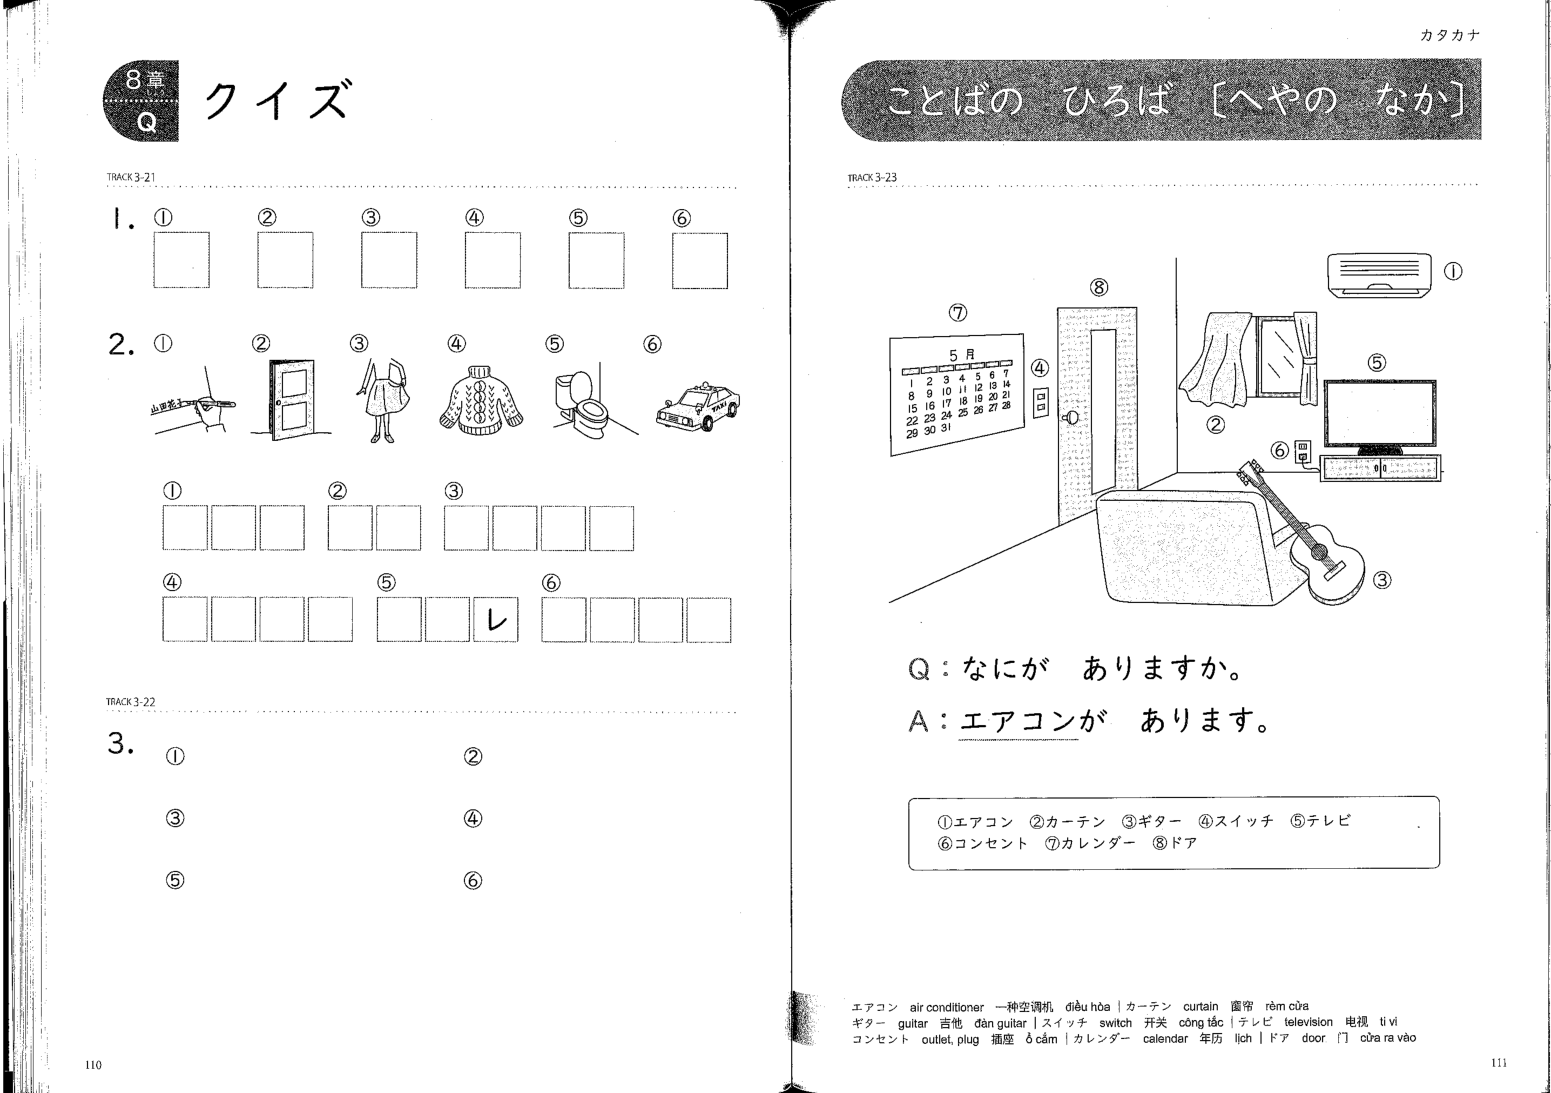 8章
Q
クイズ
TRACK 3-21
1. ① ② ③ ④ ⑤ ⑥
2. ① ② ③ ④ ⑤ ⑥
山田花子
TAXI
① ② ③
④ ⑤ ⑥
レ
TRACK 3-22
3. ① ②
③ ④
⑤ ⑥
110
カタカナ
ことばの ひろば [へやの なか]
TRACK 3-23
① ② ③ ④ ⑤ ⑥ ⑦ ⑧
5月
1 2 3 4 5 6 7
8 9 10 11 12 13 14
15 16 17 18 19 20 21
22 23 24 25 26 27 28
29 30 31
Q:なにが ありますか。
A:エアコンが あります。
①エアコン ②カーテン ③ギター ④スイッチ ⑤テレビ
⑥コンセント ⑦カレンダー ⑧ドア
エアコン air conditioner 一种空调机 điều hòa | カーテン curtain 窗帘 rèm cửa
ギター guitar 吉他 đàn guitar | スイッチ switch 开关 công tắc | テレビ television 电视 ti vi
コンセント outlet, plug 插座 ổ cắm | カレンダー calendar 年历 lịch | ドア door 门 cửa ra vào
111